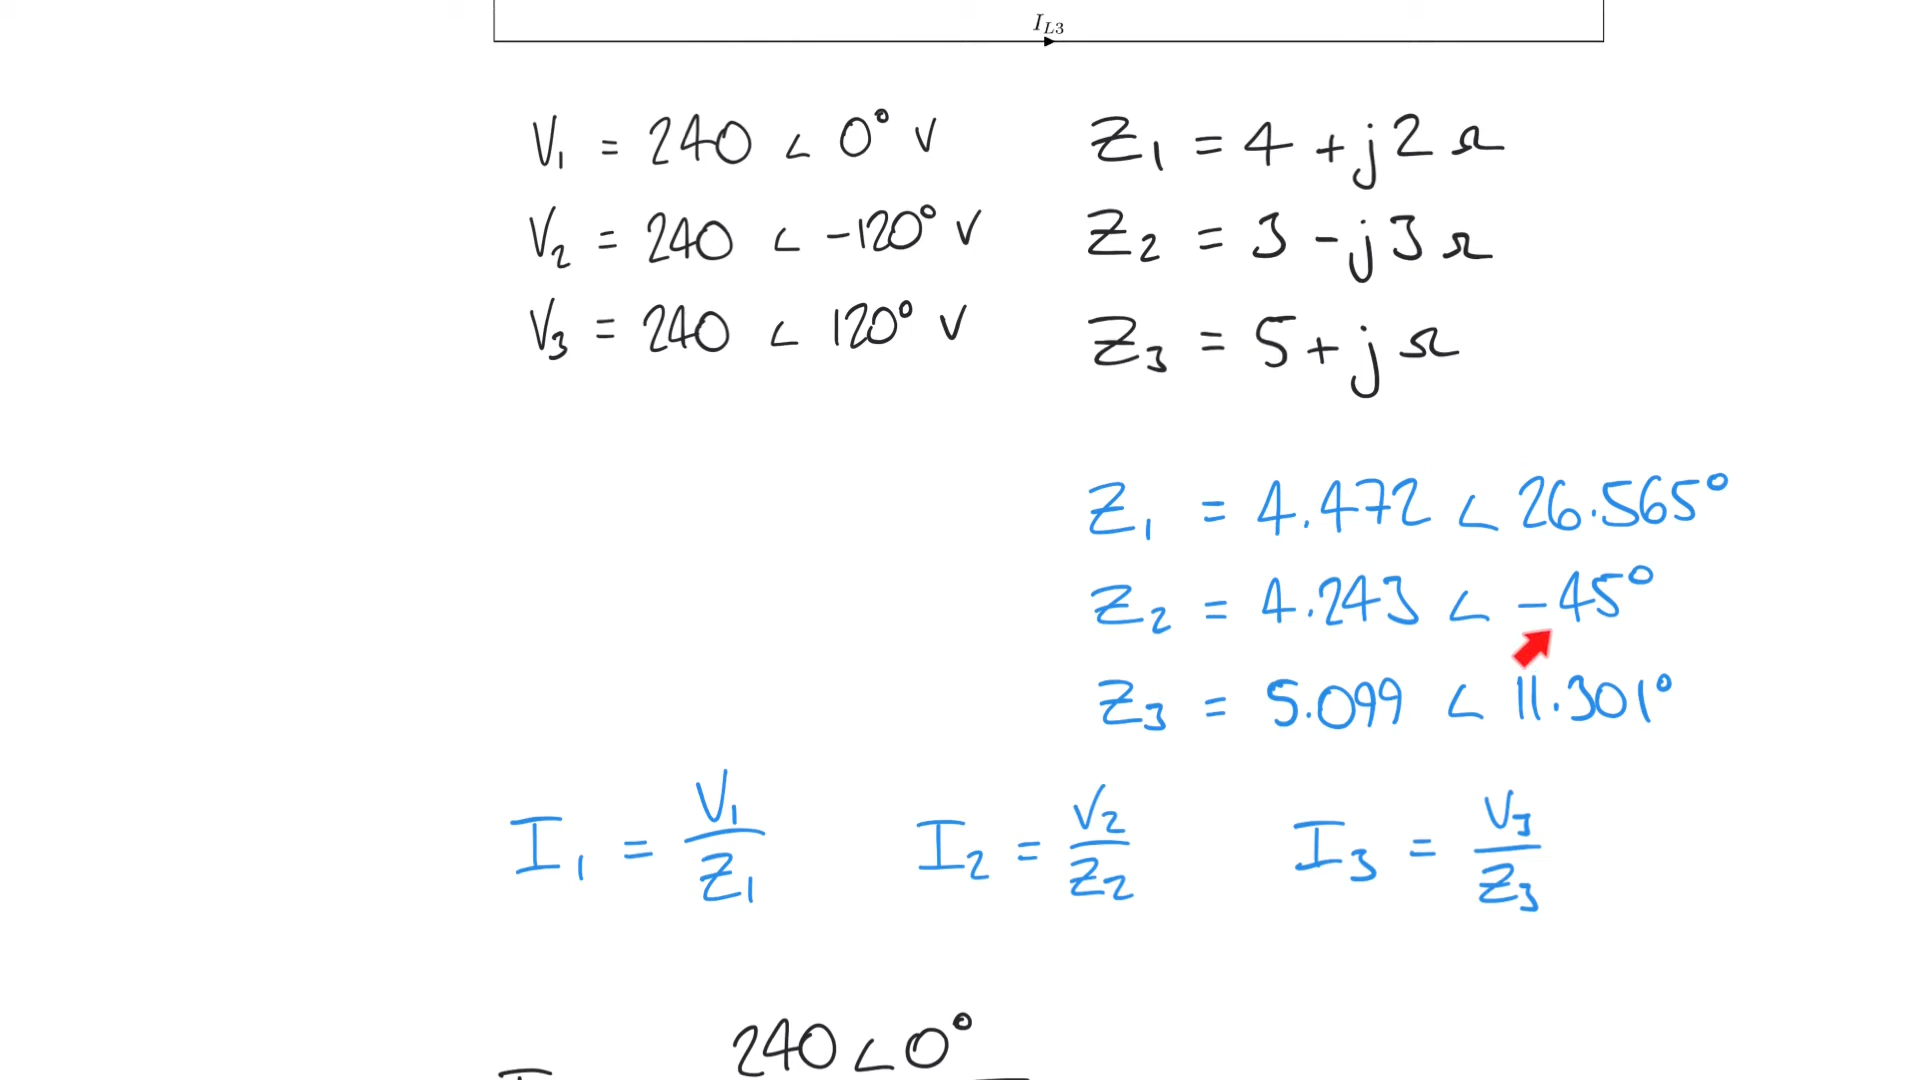 I_{L3}
V₁ = 240 ∠ 0° V
Z₁ = 4 + j2 Ω
V₂ = 240 ∠ -120° V
Z₂ = 3 - j3 Ω
V₃ = 240 ∠ 120° V
Z₃ = 5 + j Ω
Z₁ = 4.472 ∠ 26.565°
Z₂ = 4.243 ∠ -45°
Z₃ = 5.099 ∠ 11.301°
I₁ = V₁/Z₁
I₂ = V₂/Z₂
I₃ = V₃/Z₃
240 ∠ 0°